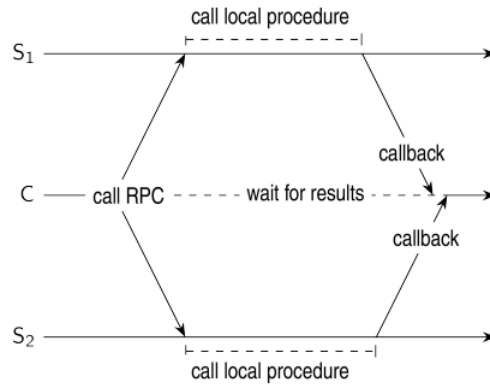 call local procedure
S₁
callback
C call RPC wait for results
callback
S₂
call local procedure